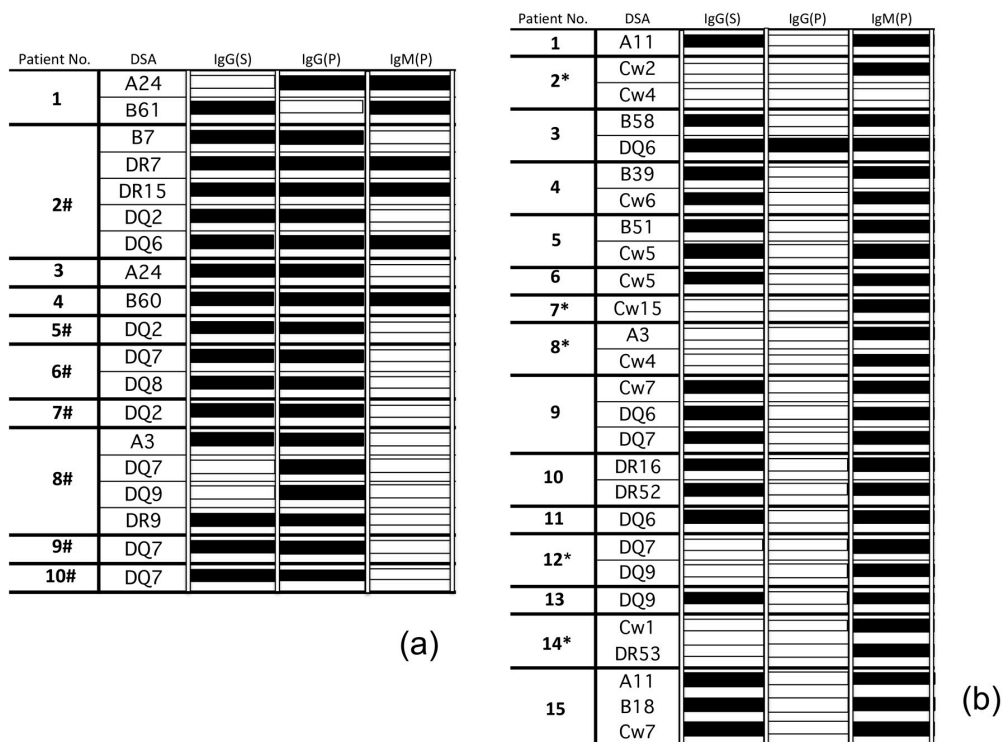 Patient No. DSA IgG(S) IgG(P) IgM(P)
1 A24
B61
2# B7
DR7
DR15
DQ2
DQ6
3 A24
4 B60
5# DQ2
6# DQ7
DQ8
7# DQ2
8# A3
DQ7
DQ9
DR9
9# DQ7
10# DQ7
(a)
Patient No. DSA IgG(S) IgG(P) IgM(P)
1 A11
2* Cw2
Cw4
3 B58
DQ6
4 B39
Cw6
5 B51
Cw5
6 Cw5
7* Cw15
8* A3
Cw4
9 Cw7
DQ6
DQ7
10 DR16
DR52
11 DQ6
12* DQ7
DQ9
13 DQ9
14* Cw1
DR53
15 A11
B18
Cw7
(b)